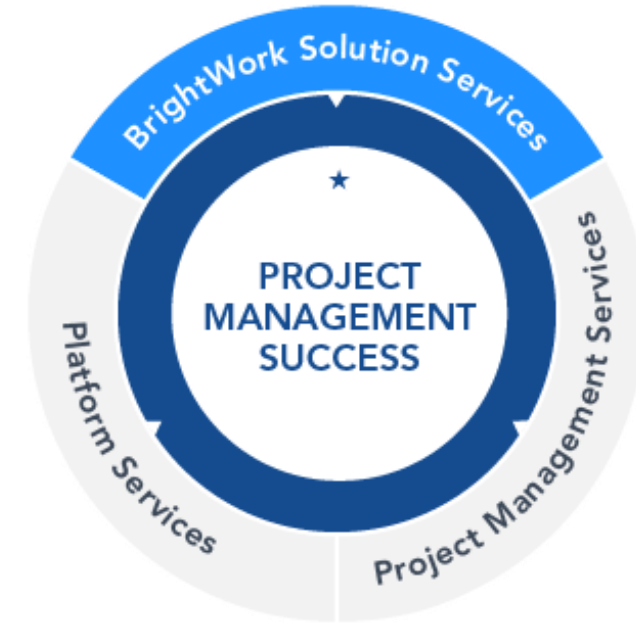 BrightWork Solution Services
PROJECT
MANAGEMENT
SUCCESS
Platform Services
Project Management Services